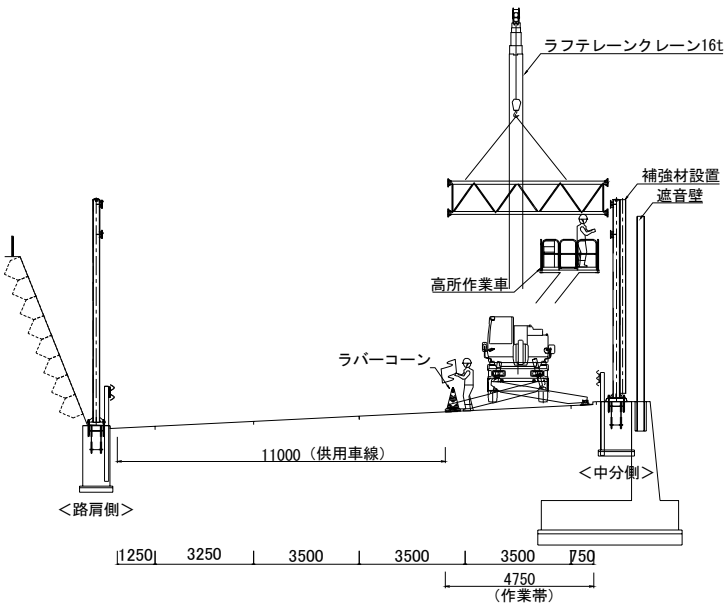 ラフテレーンクレーン16t
補強材設置
遮音壁
高所作業車
ラバーコーン
11000（供用車線）
＜路肩側＞
＜中分側＞
1250 3250 3500 3500 3500 750
4750
（作業帯）